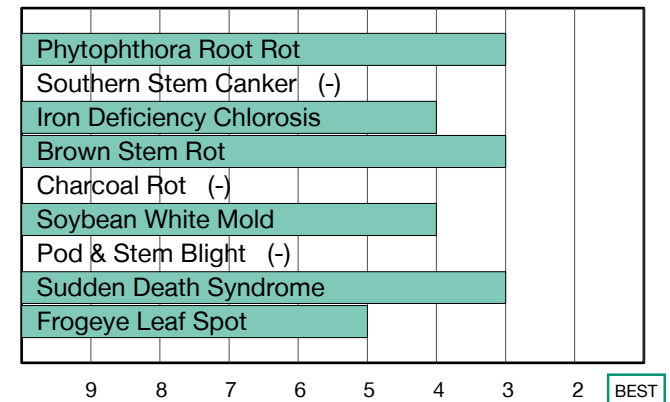 Phytophthora Root Rot
Southern Stem Canker (-)
Iron Deficiency Chlorosis
Brown Stem Rot
Charcoal Rot (-)
Soybean White Mold
Pod & Stem Blight (-)
Sudden Death Syndrome
Frogeye Leaf Spot
9 8 7 6 5 4 3 2 BEST